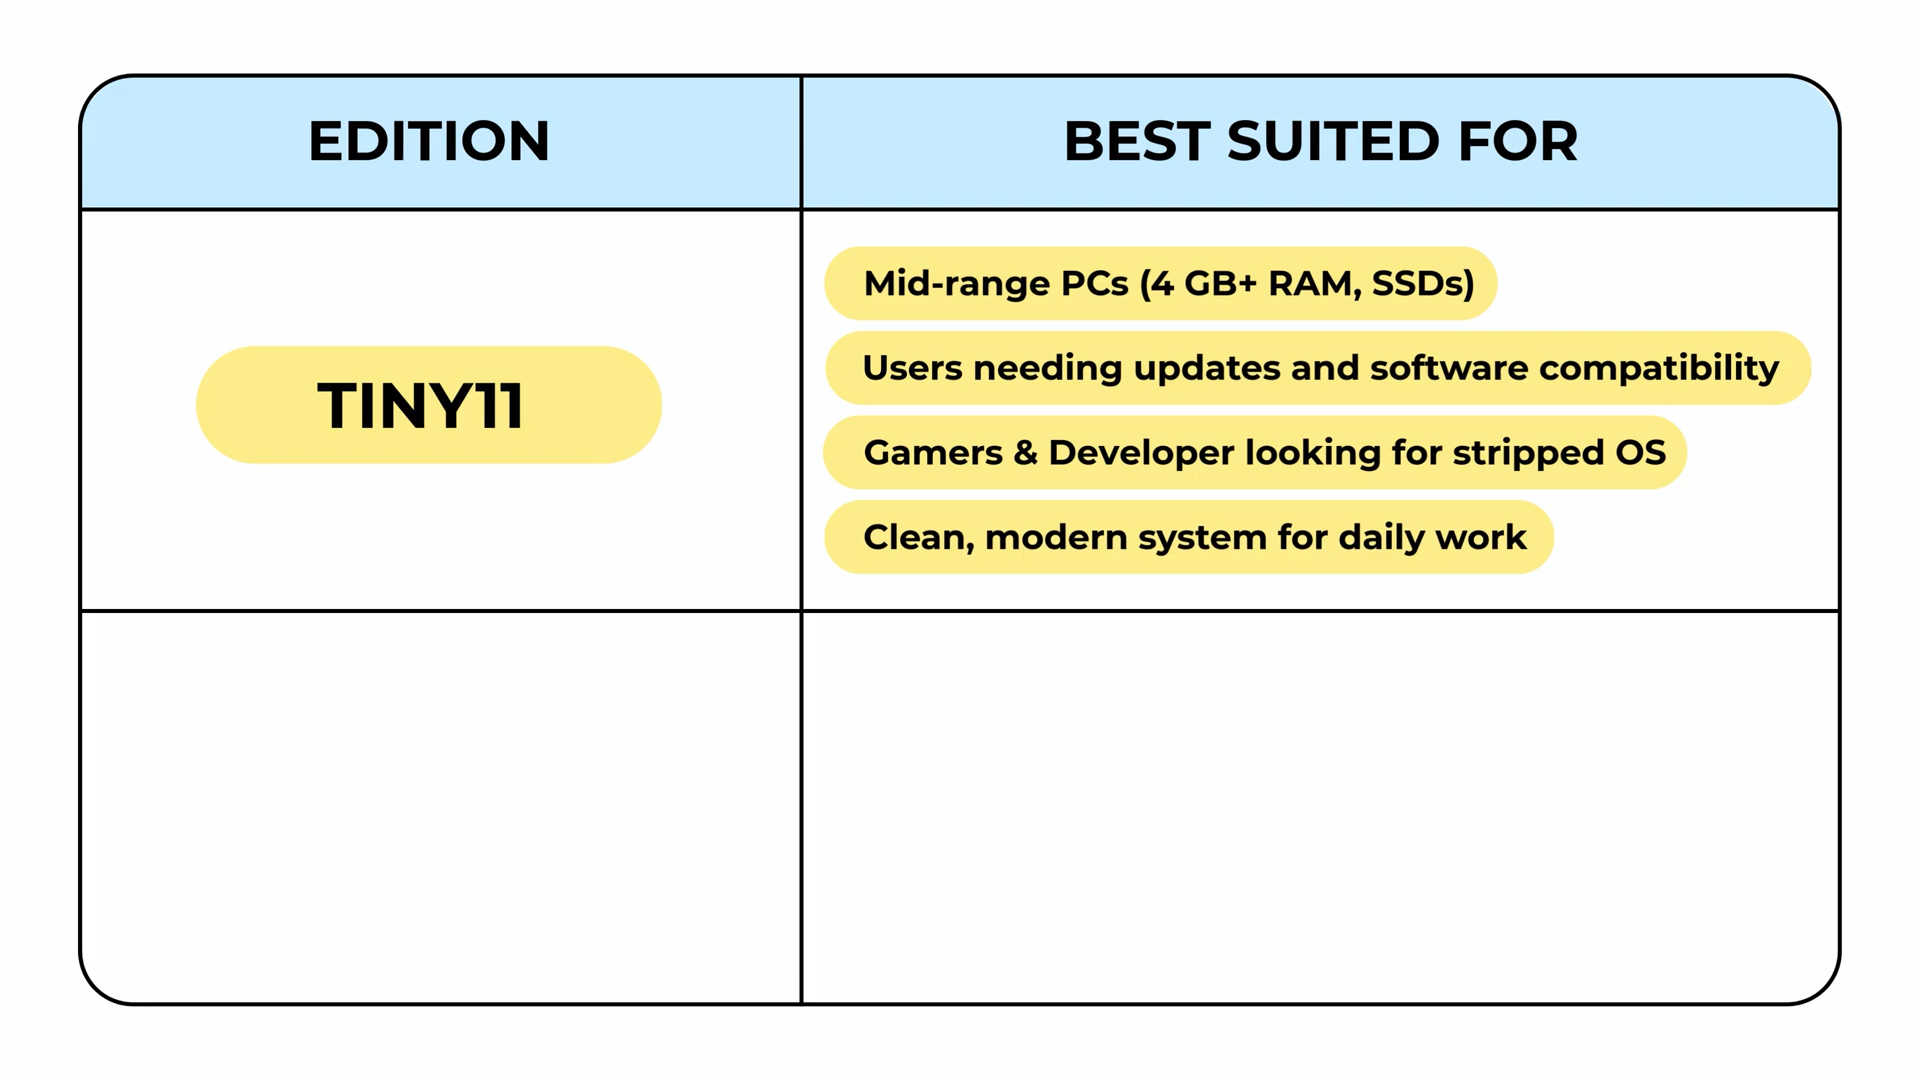 EDITION
BEST SUITED FOR
TINY11
Mid-range PCs (4 GB+ RAM, SSDs)
Users needing updates and software compatibility
Gamers & Developer looking for stripped OS
Clean, modern system for daily work